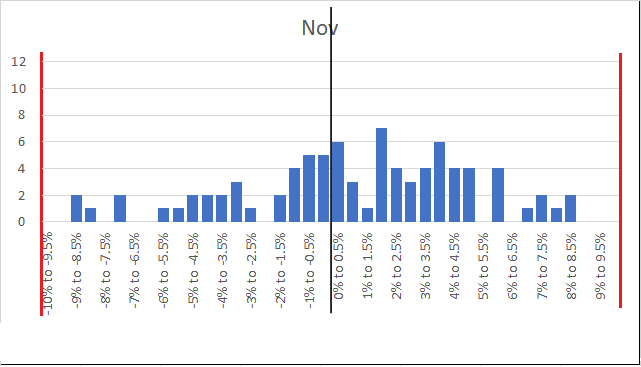 Nov
12
10
8
6
4
2
0
-10% to -9.5%
-9% to -8.5%
-8% to -7.5%
-7% to -6.5%
-6% to -5.5%
-5% to -4.5%
-4% to -3.5%
-3% to -2.5%
-2% to -1.5%
-1% to -0.5%
0% to 0.5%
1% to 1.5%
2% to 2.5%
3% to 3.5%
4% to 4.5%
5% to 5.5%
6% to 6.5%
7% to 7.5%
8% to 8.5%
9% to 9.5%